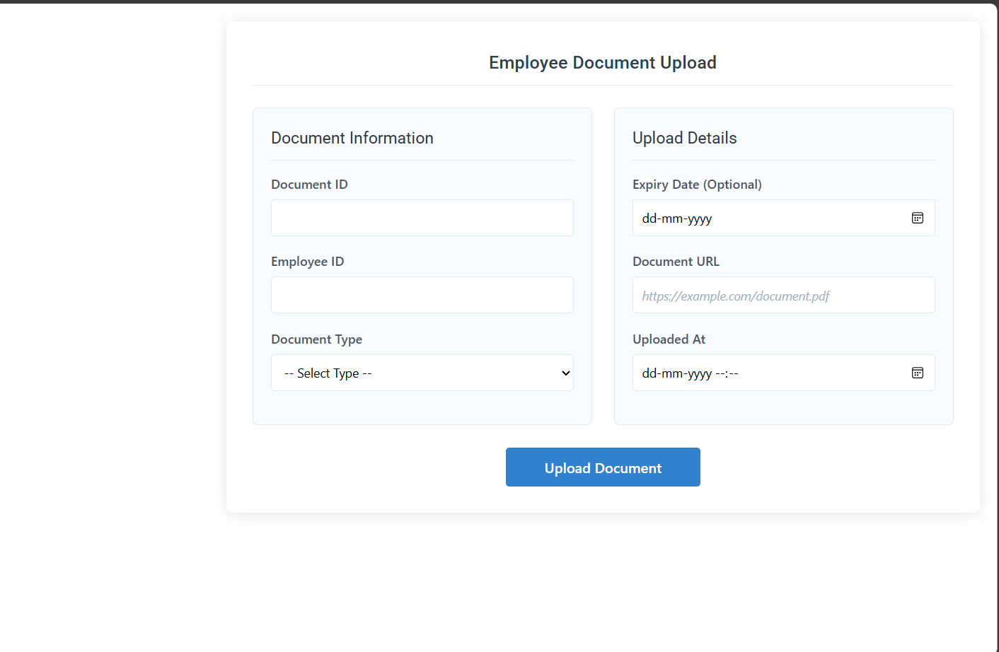 Employee Document Upload
Document Information
Document ID
Employee ID
Document Type
-- Select Type --
Upload Details
Expiry Date (Optional)
dd-mm-yyyy
Document URL
https://example.com/document.pdf
Uploaded At
dd-mm-yyyy --:--
Upload Document